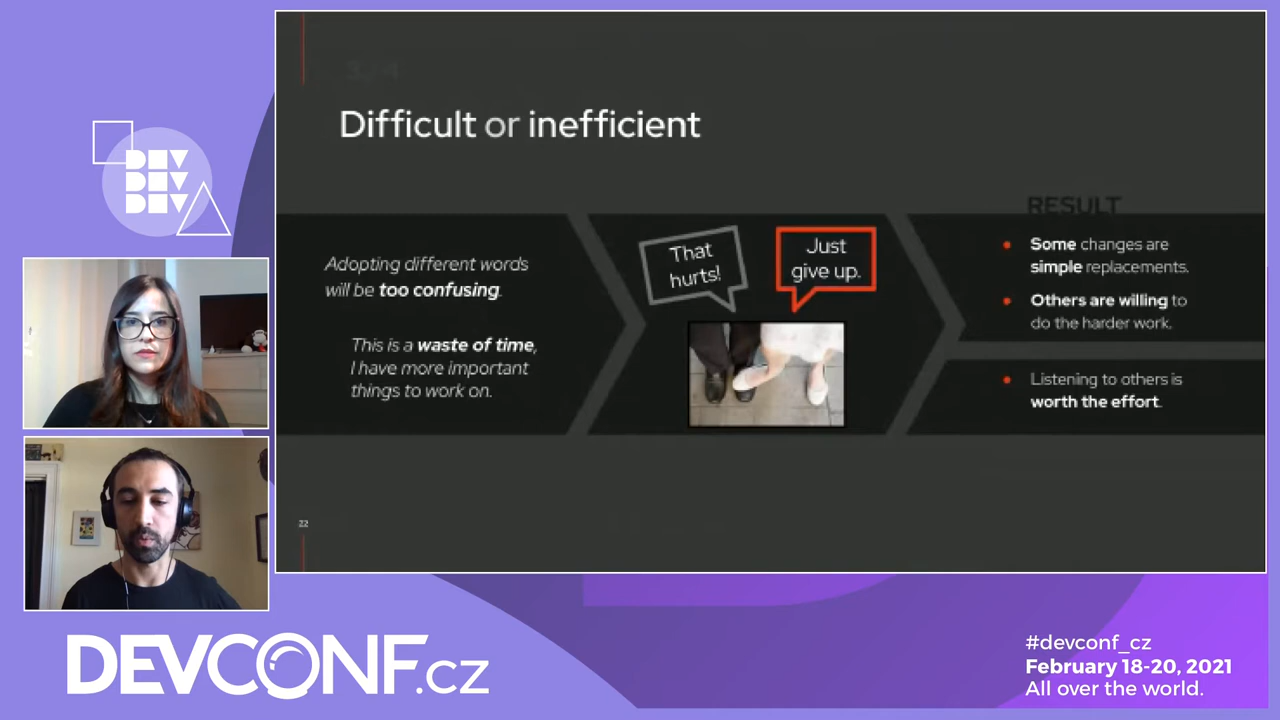 DEV
DEV
DEV
Difficult or inefficient
Adopting different words
will be too confusing.
This is a waste of time,
I have more important
things to work on.
That
hurts!
Just
give up.
RESULT
Some changes are
simple replacements.
Others are willing to
do the harder work.
Listening to others is
worth the effort.
22
DEVCONF.cz
#devconf_cz
February 18-20, 2021
All over the world.